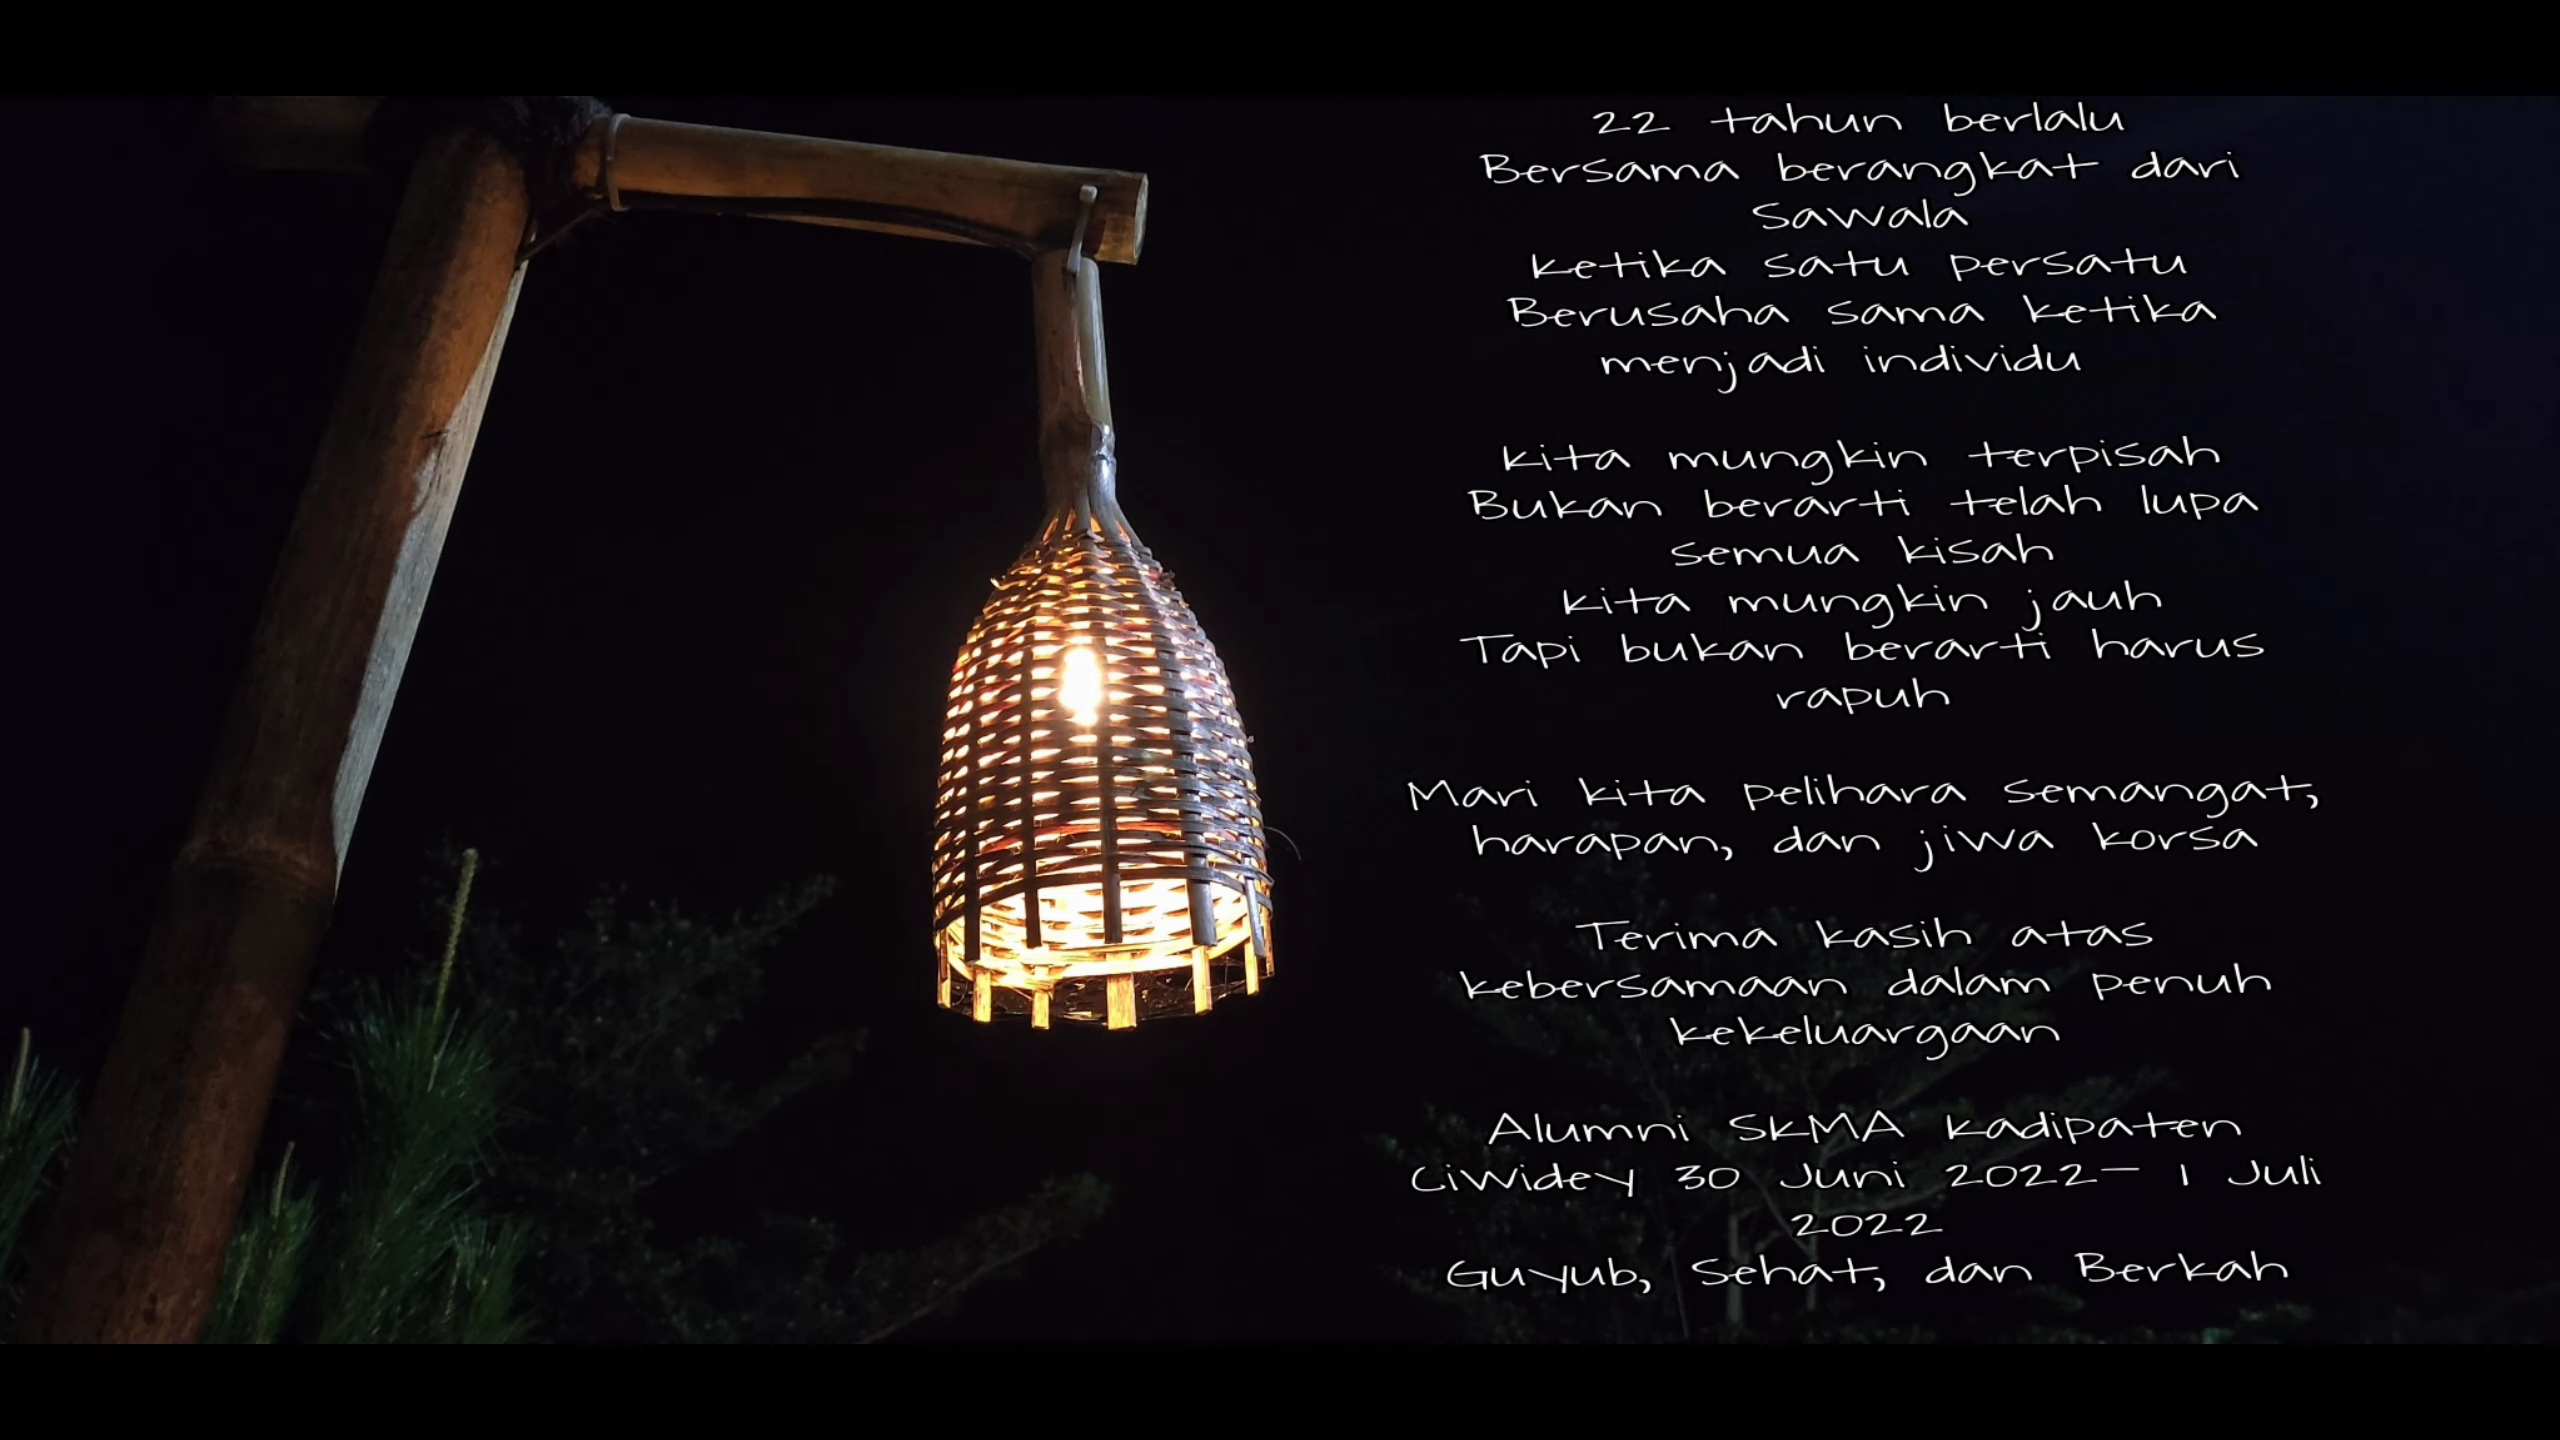 22 tahun berlalu
Bersama berangkat dari
Sawala
ketika satu persatu
Berusaha sama ketika
menjadi individu
kita mungkin terpisah
Bukan berarti telah lupa
semua kisah
kita mungkin jauh
Tapi bukan berarti harus
rapuh
Mari kita pelihara semangat,
harapan, dan jiwa korsa
Terima kasih atas
kebersamaan dalam penuh
kekeluargaan
Alumni SKMA Kadipaten
Ciwidey 30 Juni 2022- 1 Juli
2022
Guyub, Sehat, dan Berkah